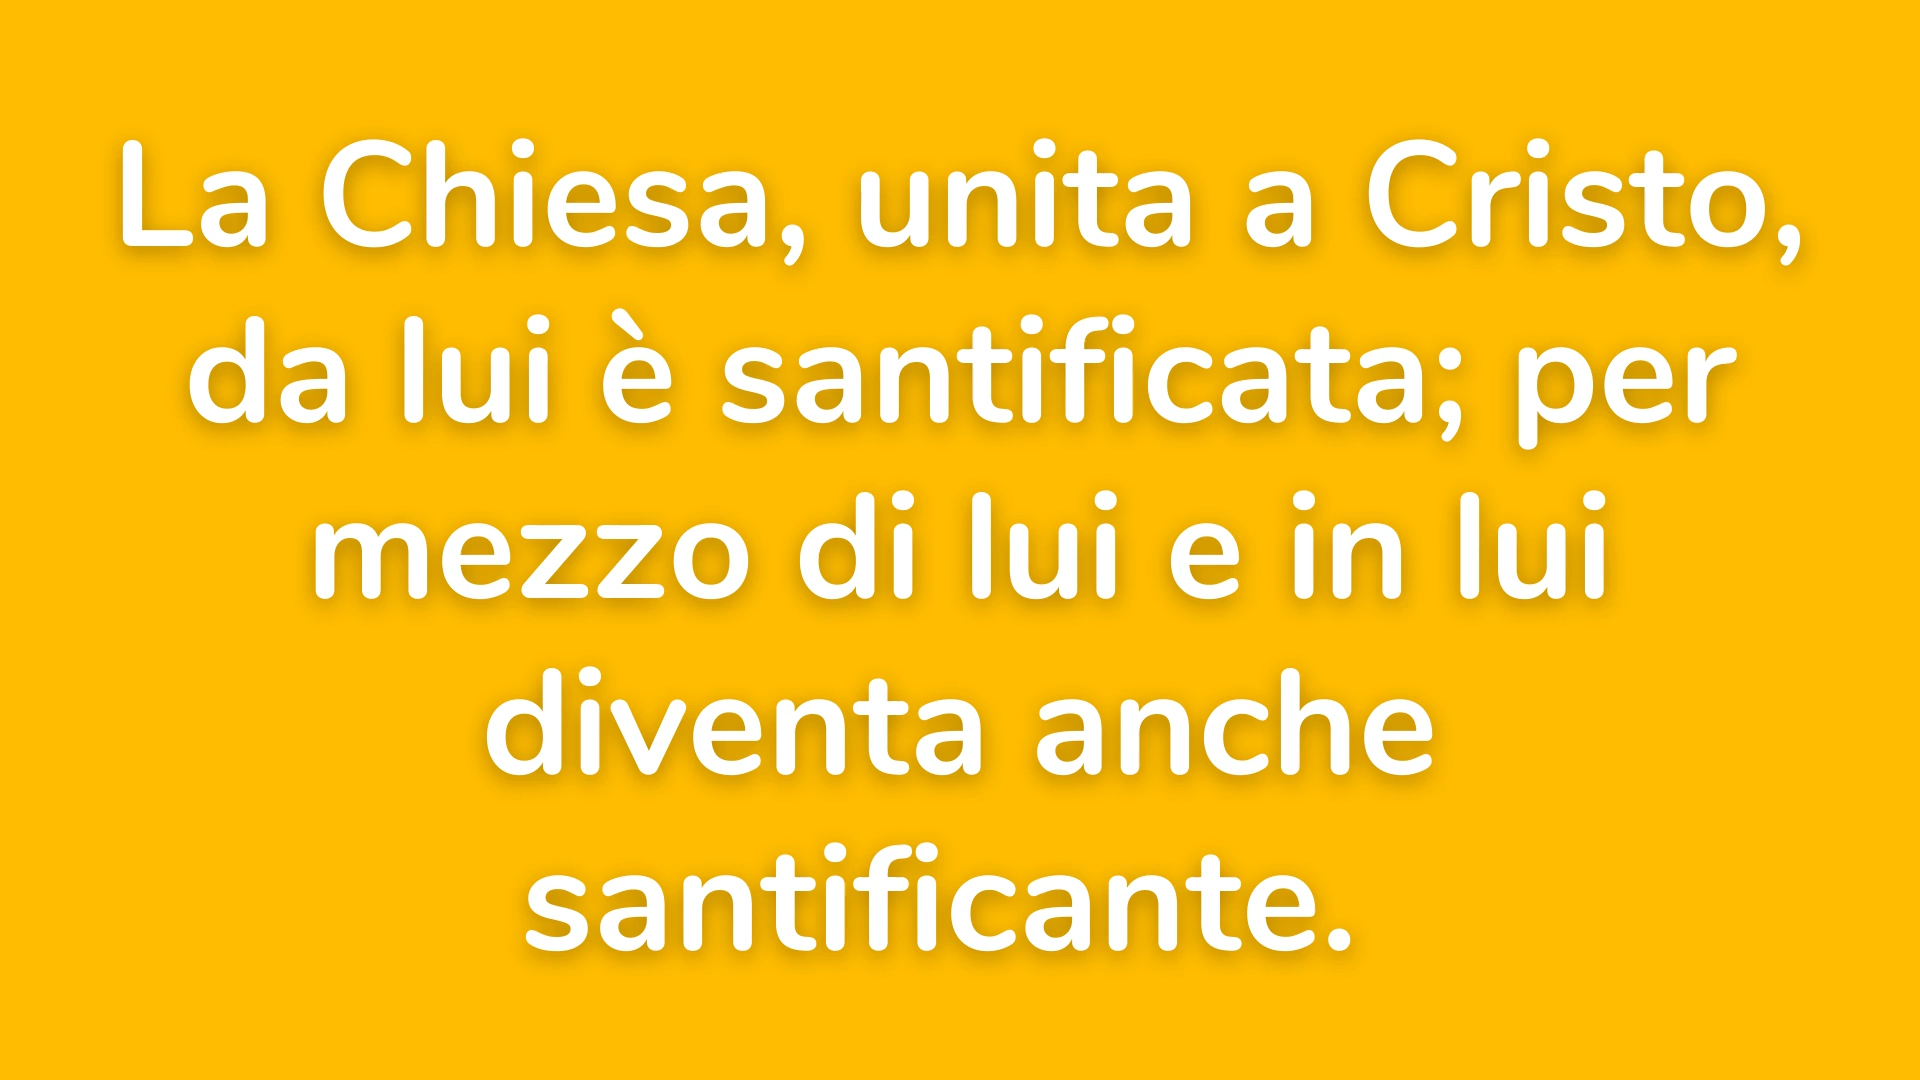 La Chiesa, unita a Cristo,
da lui è santificata; per
mezzo di lui e in lui
diventa anche
santificante.